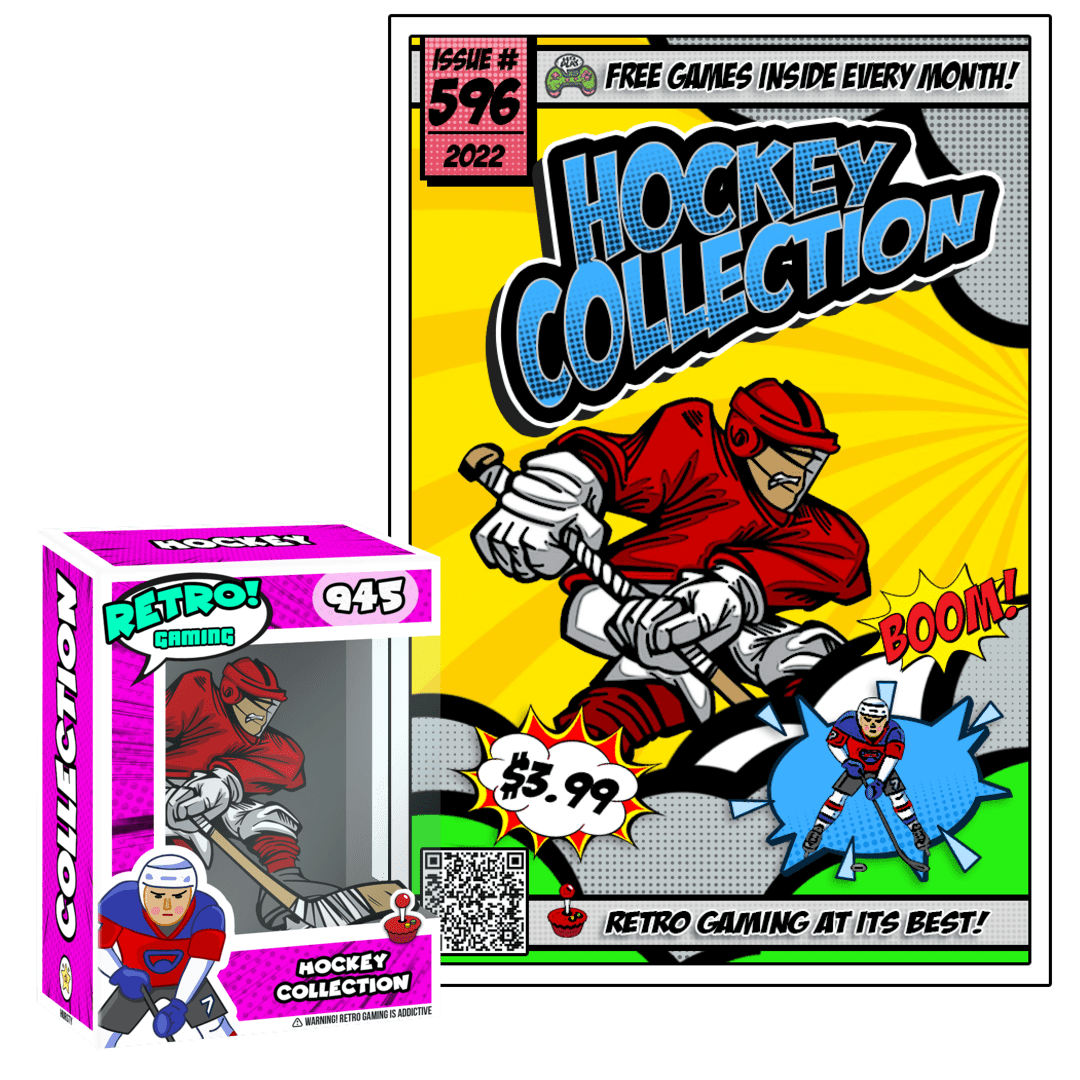 ISSUE #
596
2022
FREE GAMES INSIDE EVERY MONTH!
HOCKEY
COLLECTION
BOOM!
$3.99
RETRO GAMING AT ITS BEST!
HOCKEY
RETRO!
GAMING
945
COLLECTION
HOCKEY
COLLECTION
WARNING! RETRO GAMING IS ADDICTIVE